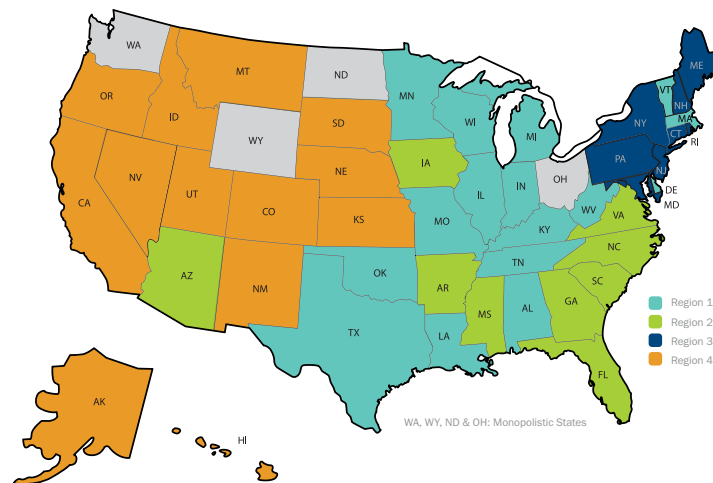 WA
MT
ND
MN
ME
VT
NH
OR
ID
SD
WI
MI
NY
MA
CT
RI
WY
IA
PA
NJ
NE
NV
UT
CO
IL
IN
OH
DE
MD
CA
KS
MO
WV
VA
KY
NC
TN
AZ
NM
OK
AR
SC
MS
AL
GA
TX
LA
FL
Region 1
Region 2
Region 3
Region 4
AK
HI
WA, WY, ND & OH: Monopolistic States